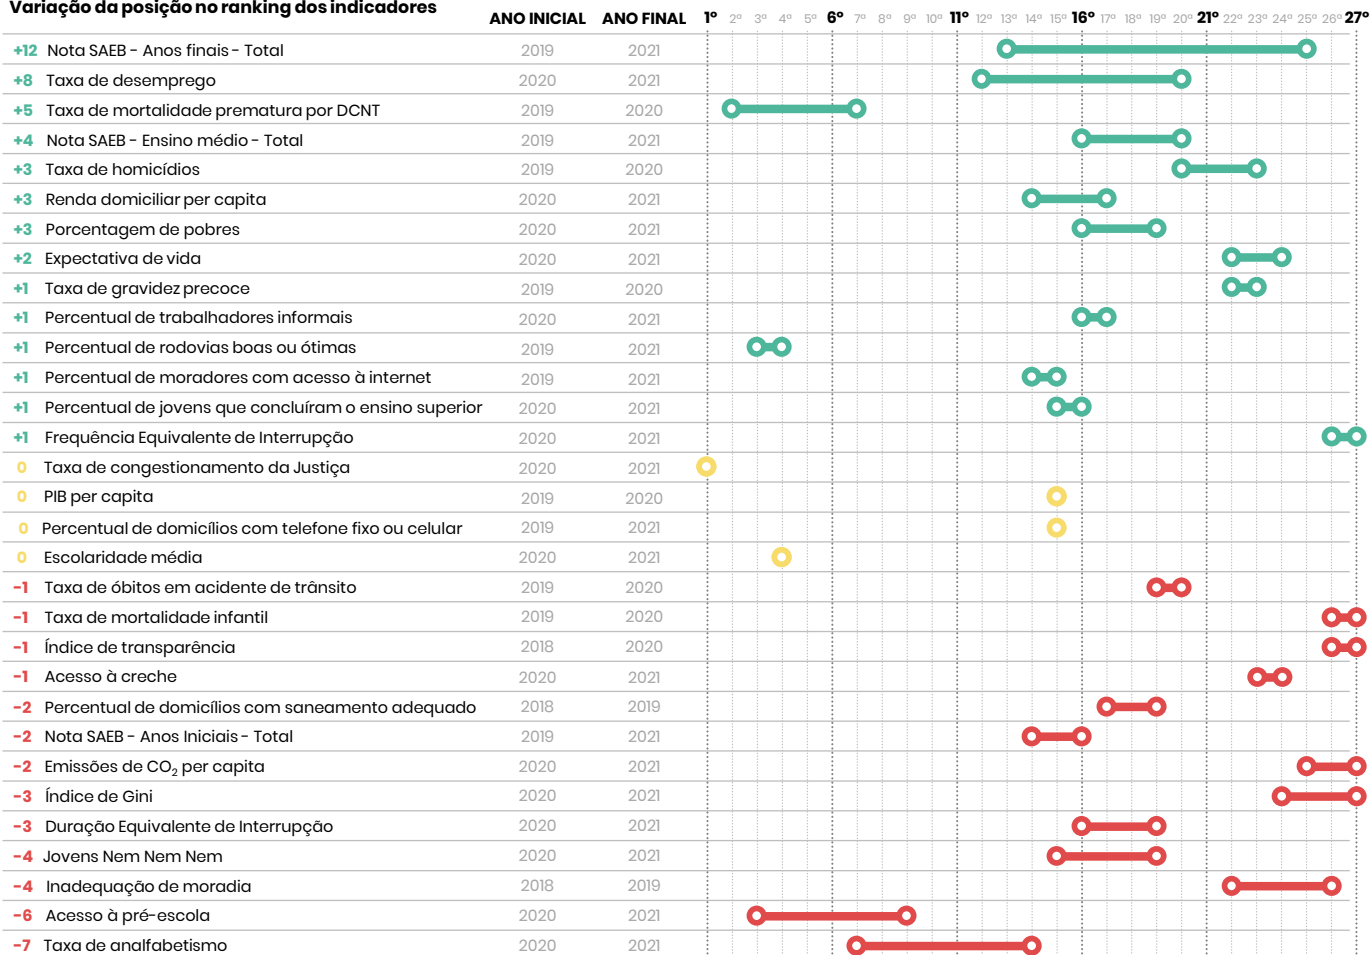 Variação da posição no ranking dos indicadores
ANO INICIAL ANO FINAL 1º 2º 3º 4º 5º 6º 7º 8º 9º 10º 11º 12º 13º 14º 15º 16º 17º 18º 19º 20º 21º 22º 23º 24º 25º 26º 27º
+12 Nota SAEB - Anos finais - Total 2019 2021
+8 Taxa de desemprego 2020 2021
+5 Taxa de mortalidade prematura por DCNT 2019 2020
+4 Nota SAEB - Ensino médio - Total 2019 2021
+3 Taxa de homicídios 2019 2020
+3 Renda domiciliar per capita 2020 2021
+3 Porcentagem de pobres 2020 2021
+2 Expectativa de vida 2020 2021
+1 Taxa de gravidez precoce 2019 2020
+1 Percentual de trabalhadores informais 2020 2021
+1 Percentual de rodovias boas ou ótimas 2019 2021
+1 Percentual de moradores com acesso à internet 2019 2021
+1 Percentual de jovens que concluíram o ensino superior 2020 2021
+1 Frequência Equivalente de Interrupção 2020 2021
0 Taxa de congestionamento da Justiça 2020 2021
0 PIB per capita 2019 2020
0 Percentual de domicílios com telefone fixo ou celular 2019 2021
0 Escolaridade média 2020 2021
-1 Taxa de óbitos em acidente de trânsito 2019 2020
-1 Taxa de mortalidade infantil 2019 2020
-1 Índice de transparência 2018 2020
-1 Acesso à creche 2020 2021
-2 Percentual de domicílios com saneamento adequado 2018 2019
-2 Nota SAEB - Anos Iniciais - Total 2019 2021
-2 Emissões de CO₂ per capita 2020 2021
-3 Índice de Gini 2020 2021
-3 Duração Equivalente de Interrupção 2020 2021
-4 Jovens Nem Nem Nem 2020 2021
-4 Inadequação de moradia 2018 2019
-6 Acesso à pré-escola 2020 2021
-7 Taxa de analfabetismo 2020 2021